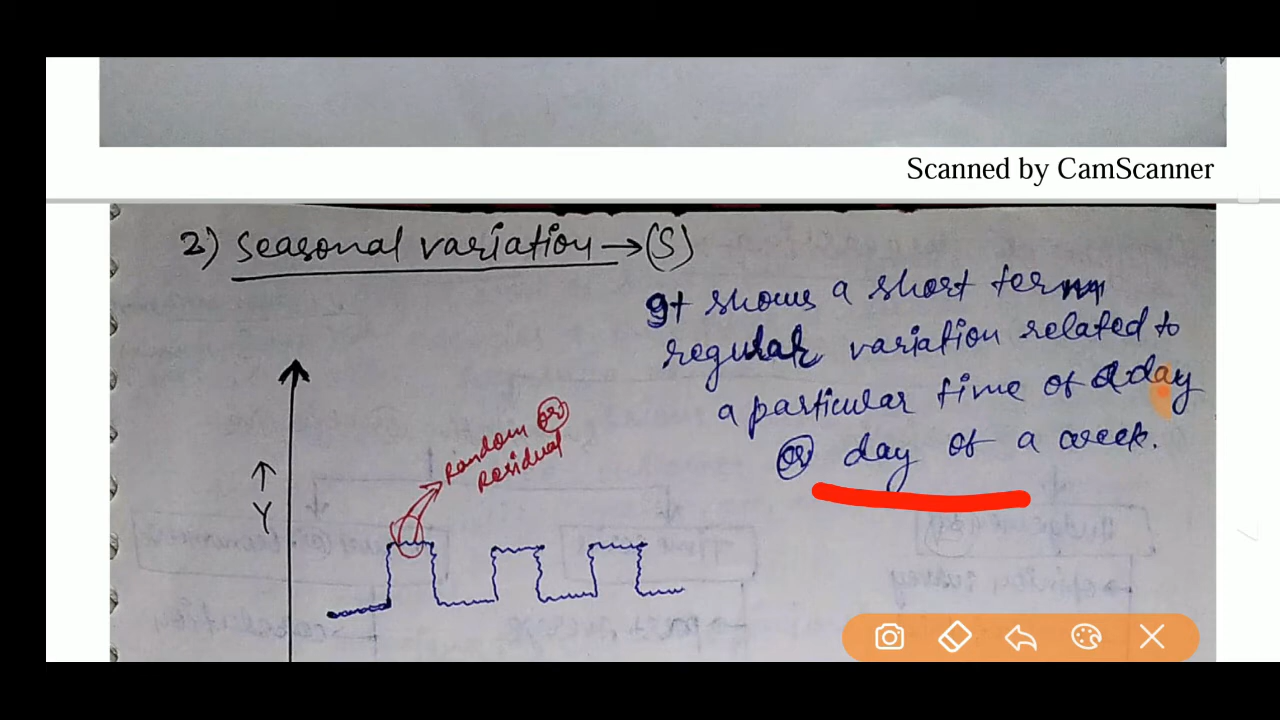 Scanned by CamScanner
2) Seasonal variation → (S)
It shows a short term
regular variation related to
a particular time of a day
or day of a week.
random or
residual
↑
Y